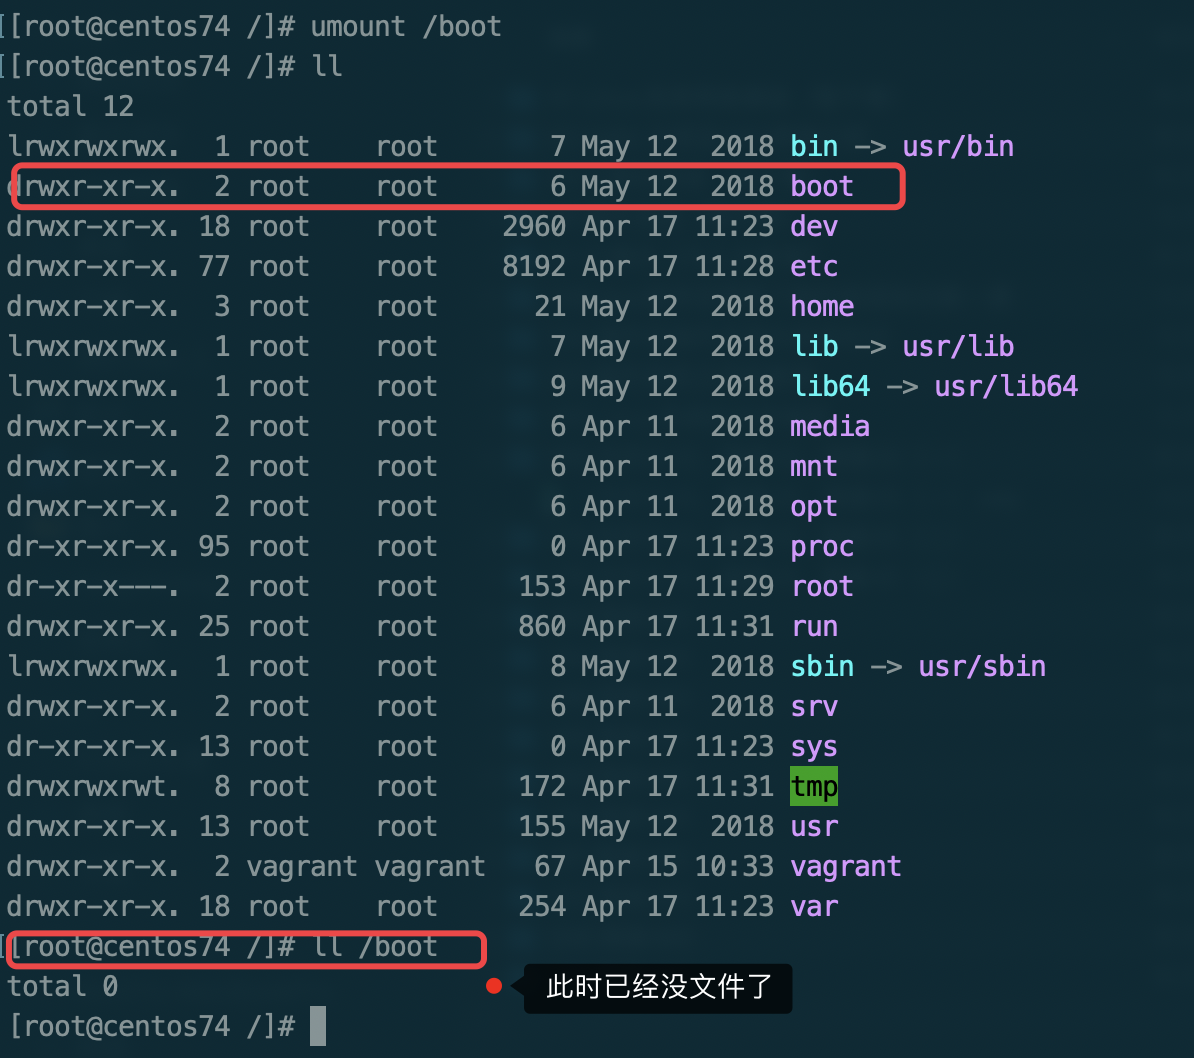 [[root@centos74 /]# umount /boot
[[root@centos74 /]# ll
total 12
lrwxrwxrwx.  1 root    root       7 May 12  2018 bin -> usr/bin
drwxr-xr-x.  2 root    root       6 May 12  2018 boot
drwxr-xr-x. 18 root    root    2960 Apr 17 11:23 dev
drwxr-xr-x. 77 root    root    8192 Apr 17 11:28 etc
drwxr-xr-x.  3 root    root      21 May 12  2018 home
lrwxrwxrwx.  1 root    root       7 May 12  2018 lib -> usr/lib
lrwxrwxrwx.  1 root    root       9 May 12  2018 lib64 -> usr/lib64
drwxr-xr-x.  2 root    root       6 Apr 11  2018 media
drwxr-xr-x.  2 root    root       6 Apr 11  2018 mnt
drwxr-xr-x.  2 root    root       6 Apr 11  2018 opt
dr-xr-xr-x. 95 root    root       0 Apr 17 11:23 proc
dr-xr-x---.  2 root    root     153 Apr 17 11:29 root
drwxr-xr-x. 25 root    root     860 Apr 17 11:31 run
lrwxrwxrwx.  1 root    root       8 May 12  2018 sbin -> usr/sbin
drwxr-xr-x.  2 root    root       6 Apr 11  2018 srv
dr-xr-xr-x. 13 root    root       0 Apr 17 11:23 sys
drwxrwxrwt.  8 root    root     172 Apr 17 11:31 tmp
drwxr-xr-x. 13 root    root     155 May 12  2018 usr
drwxr-xr-x.  2 vagrant vagrant   67 Apr 15 10:33 vagrant
drwxr-xr-x. 18 root    root     254 Apr 17 11:23 var
[[root@centos74 /]# ll /boot
total 0
此时已经没文件了
[root@centos74 /]#